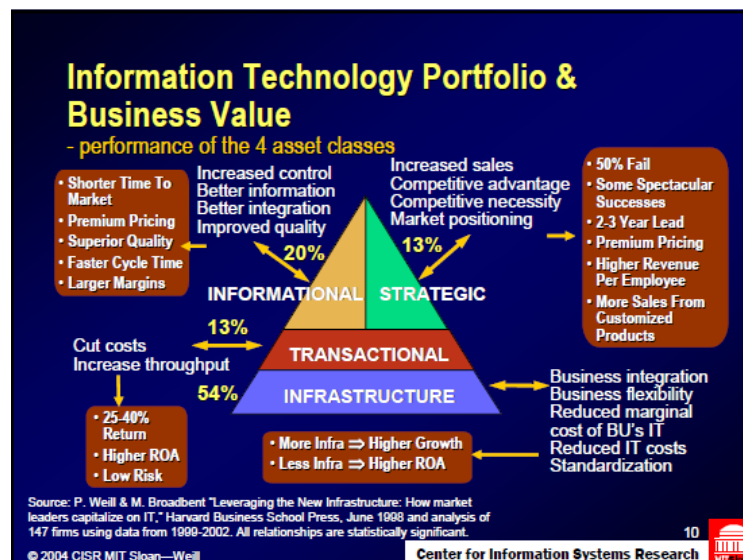 Information Technology Portfolio &
Business Value
- performance of the 4 asset classes
• Shorter Time To
Market
• Premium Pricing
• Superior Quality
• Faster Cycle Time
• Larger Margins
Increased control
Better information
Better integration
Improved quality
20%
Increased sales
Competitive advantage
Competitive necessity
Market positioning
13%
• 50% Fail
• Some Spectacular
Successes
• 2-3 Year Lead
• Premium Pricing
• Higher Revenue
Per Employee
• More Sales From
Customized
Products
INFORMATIONAL
STRATEGIC
13%
Cut costs
Increase throughput
TRANSACTIONAL
54%
INFRASTRUCTURE
Business integration
Business flexibility
Reduced marginal
cost of BU's IT
Reduced IT costs
Standardization
• 25-40%
Return
• Higher ROA
• Low Risk
• More Infra ⇒ Higher Growth
• Less Infra ⇒ Higher ROA
Source: P. Weill & M. Broadbent "Leveraging the New Infrastructure: How market
leaders capitalize on IT," Harvard Business School Press, June 1998 and analysis of
147 firms using data from 1999-2002. All relationships are statistically significant.
10
© 2004 CISR MIT Sloan—Weill
Center for Information Systems Research